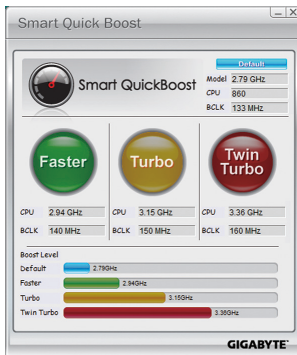 Smart Quick Boost
Default
Smart QuickBoost
Model 2.79 GHz
CPU 860
BCLK 133 MHz
Faster
Turbo
Twin Turbo
CPU 2.94 GHz CPU 3.15 GHz CPU 3.36 GHz
BCLK 140 MHz BCLK 150 MHz BCLK 160 MHz
Boost Level
Default 2.79GHz
Faster 2.94GHz
Turbo 3.15GHz
Twin Turbo 3.36GHz
GIGABYTE